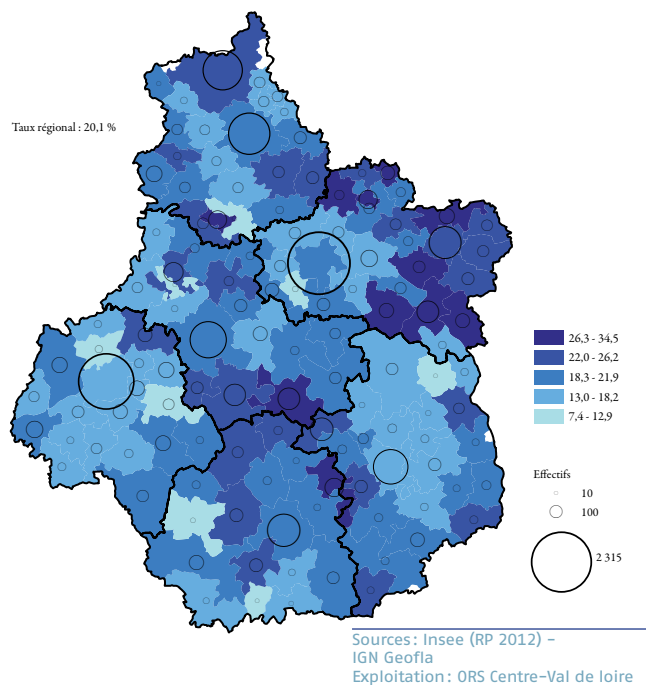 Taux régional : 20,1 %
26,3 - 34,5
22,0 - 26,2
18,3 - 21,9
13,0 - 18,2
7,4 - 12,9
Effectifs
10
100
2 315
Sources: Insee (RP 2012) –
IGN Geofla
Exploitation: ORS Centre-Val de loire